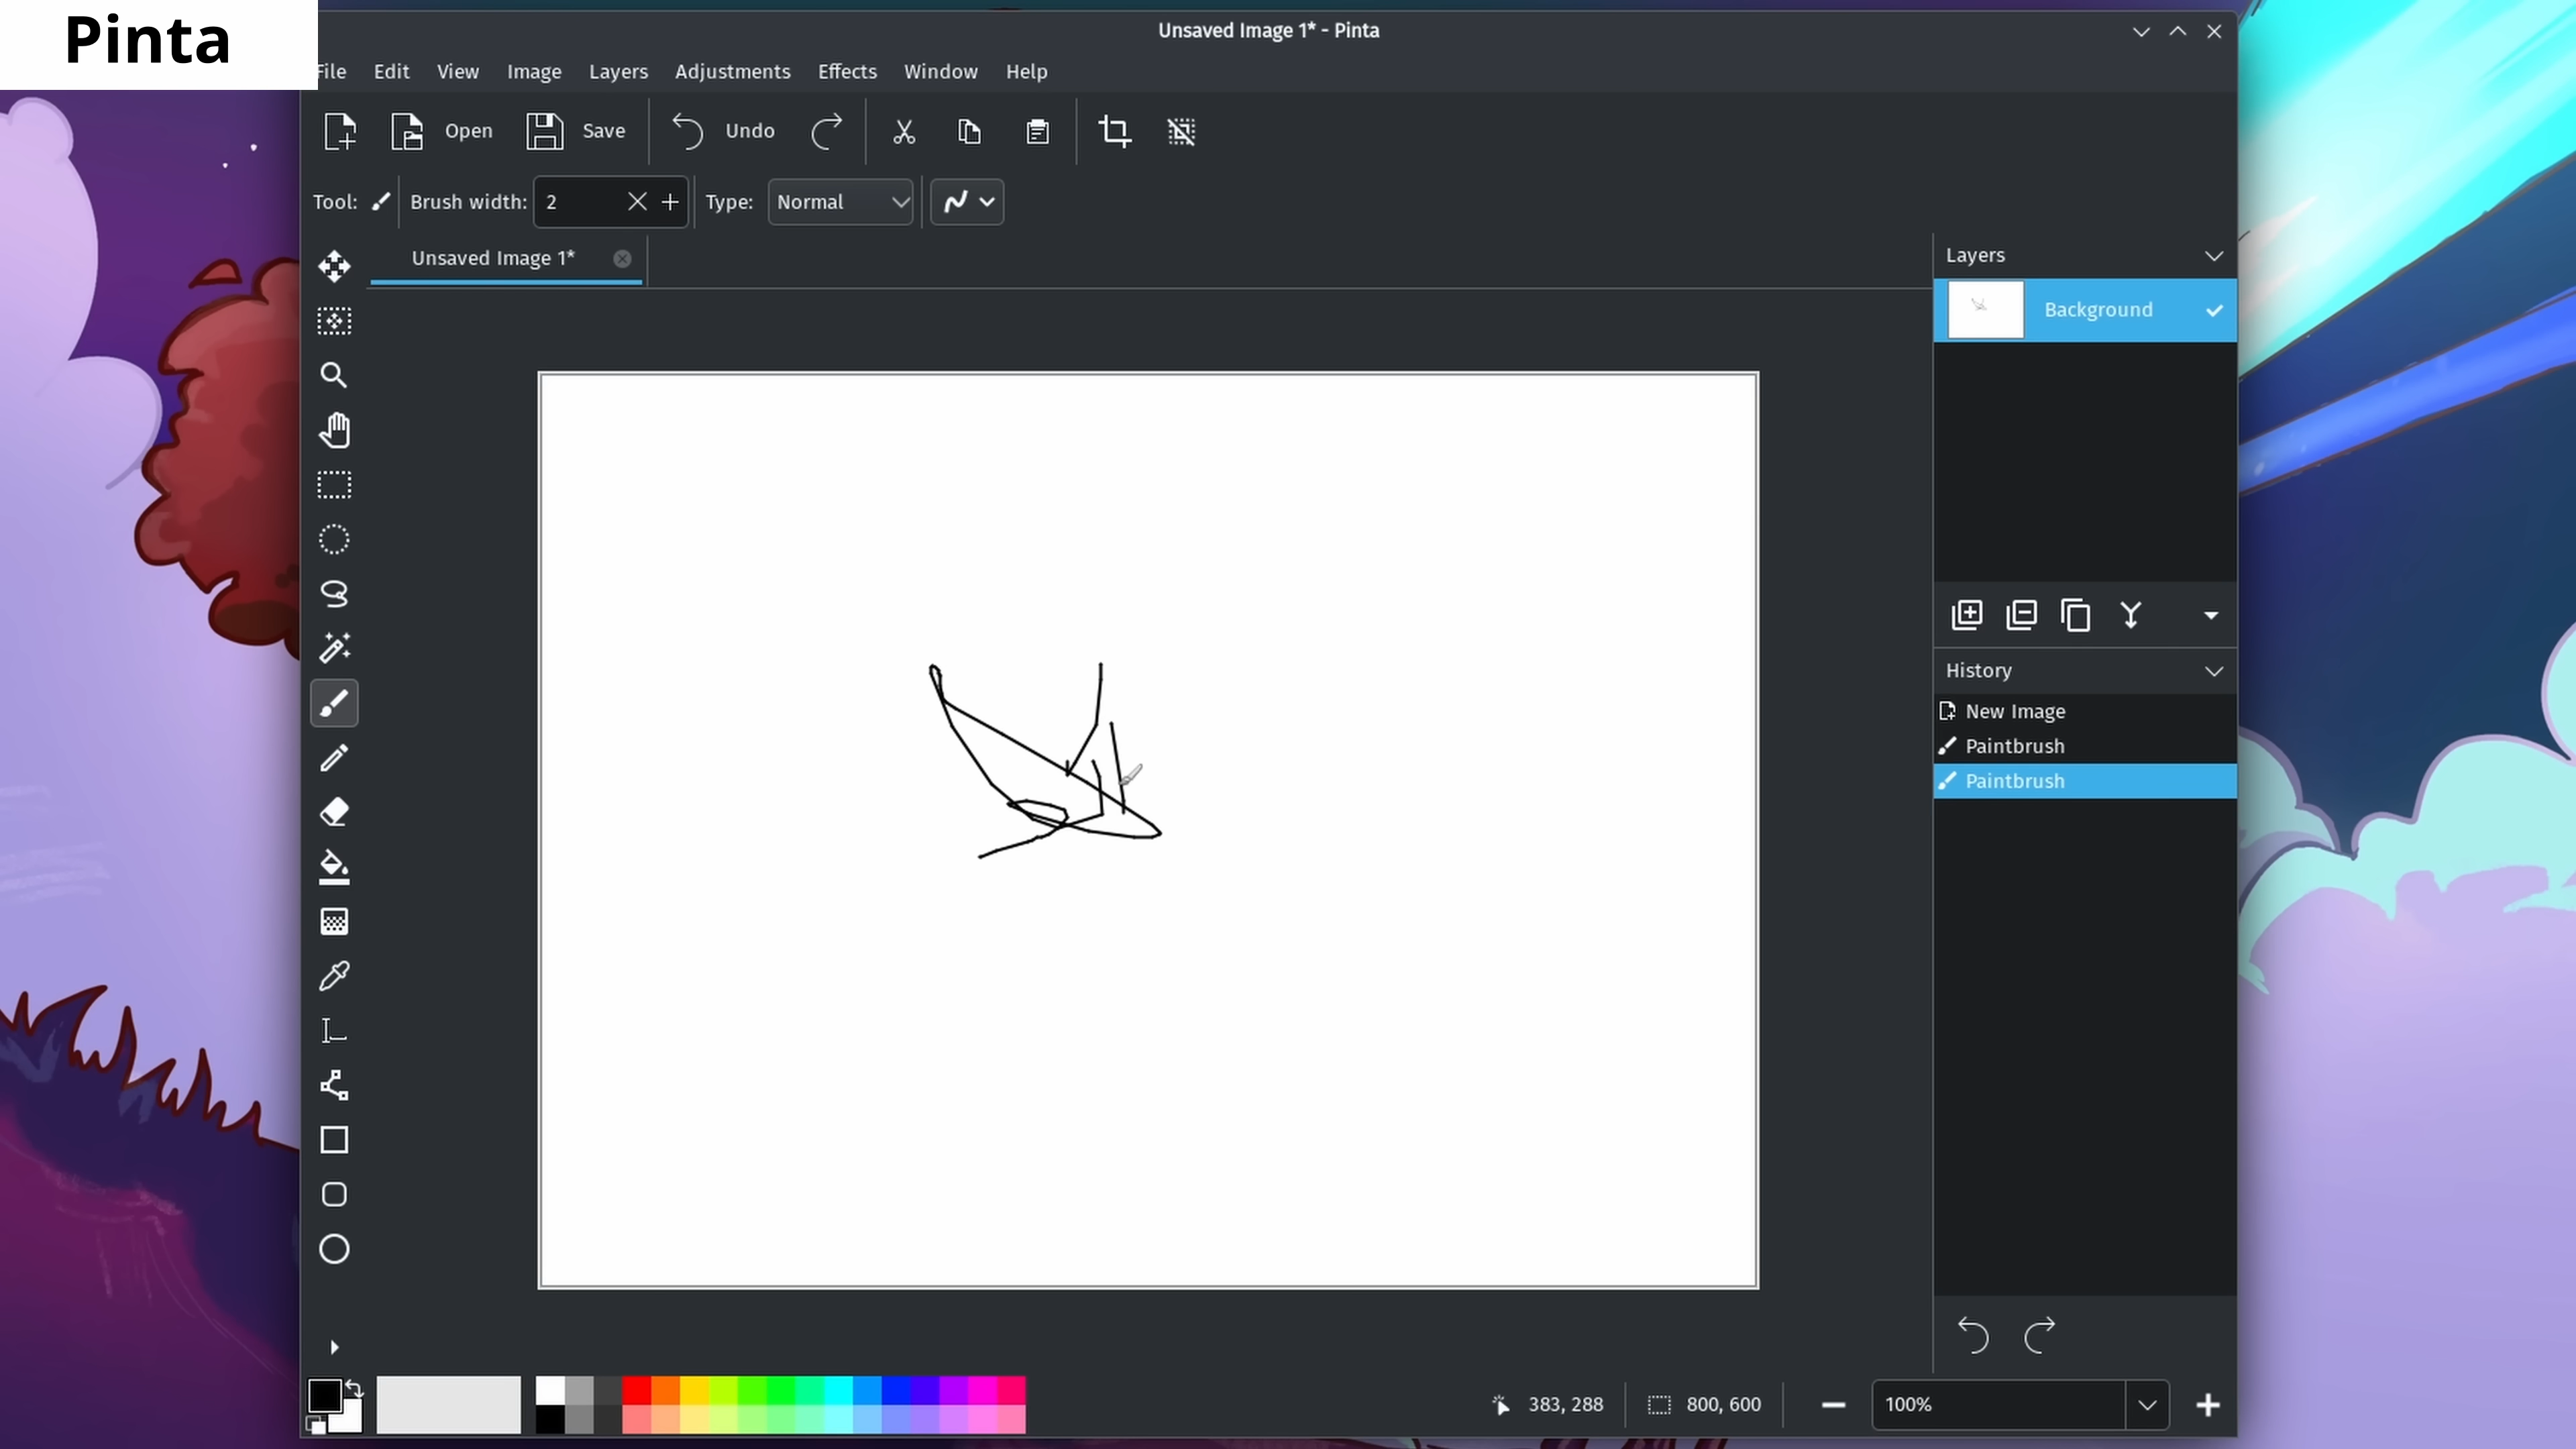 Pinta
Unsaved Image 1* - Pinta
File Edit View Image Layers Adjustments Effects Window Help
Open Save Undo
Tool: Brush width: 2 Type: Normal
Unsaved Image 1*
Layers
Background
History
New Image
Paintbrush
Paintbrush
383, 288 800, 600 100%